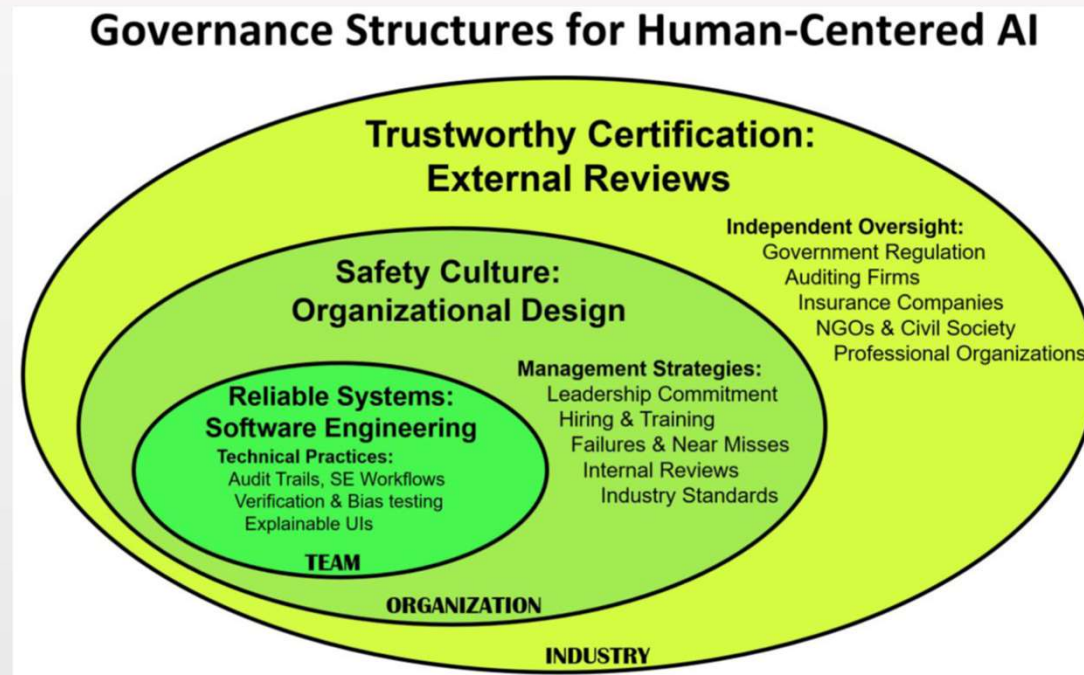 Governance Structures for Human-Centered AI
Trustworthy Certification:
External Reviews
Independent Oversight:
Government Regulation
Auditing Firms
Insurance Companies
NGOs & Civil Society
Professional Organizations
Safety Culture:
Organizational Design
Management Strategies:
Leadership Commitment
Hiring & Training
Failures & Near Misses
Internal Reviews
Industry Standards
Reliable Systems:
Software Engineering
Technical Practices:
Audit Trails, SE Workflows
Verification & Bias testing
Explainable UIs
TEAM
ORGANIZATION
INDUSTRY